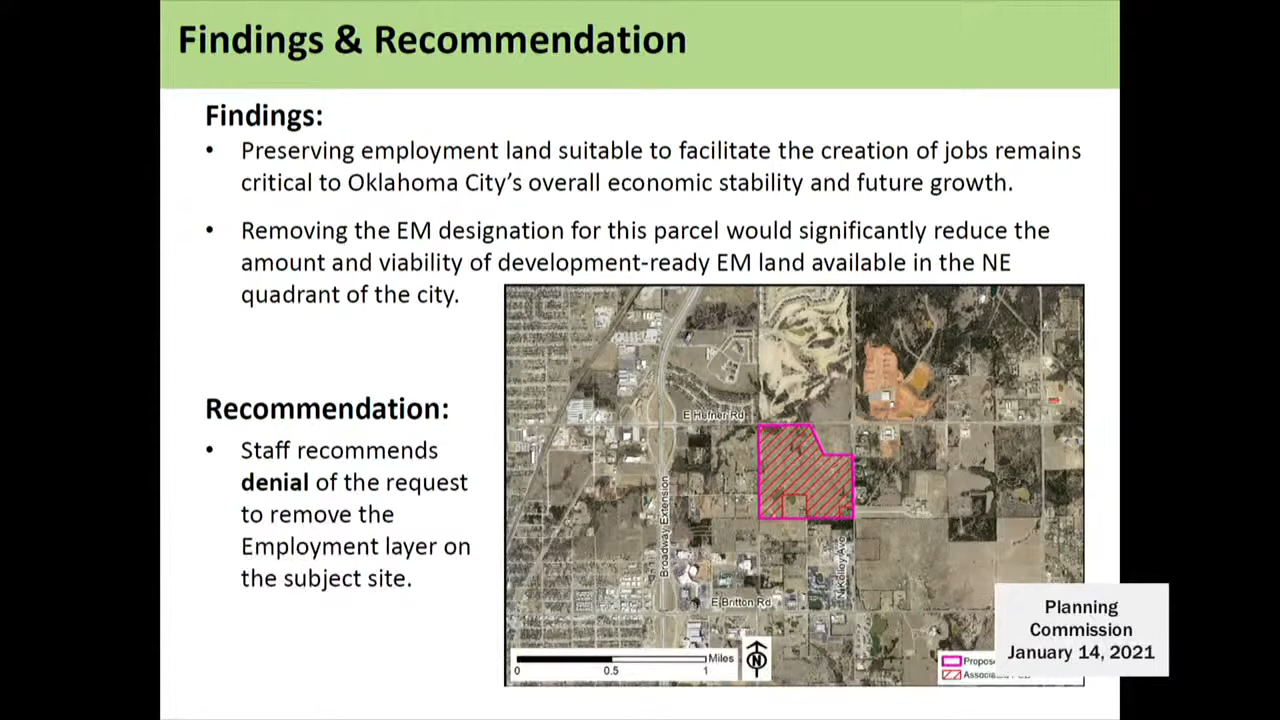 Findings & Recommendation
Findings:
• Preserving employment land suitable to facilitate the creation of jobs remains
critical to Oklahoma City's overall economic stability and future growth.
• Removing the EM designation for this parcel would significantly reduce the
amount and viability of development-ready EM land available in the NE
quadrant of the city.
Recommendation:
• Staff recommends
denial of the request
to remove the
Employment layer on
the subject site.
E Hefner Rd
Broadway Extension
N Kelley Ave
E Britton Rd
Miles
0 0.5 1
N
Planning
Commission
January 14, 2021